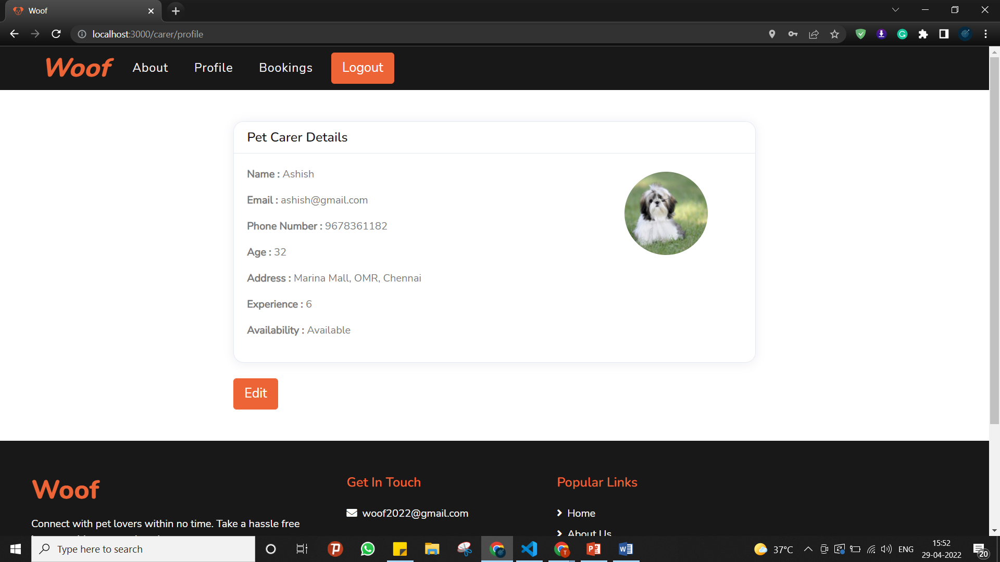 Woof
localhost:3000/carer/profile
Woof
About
Profile
Bookings
Logout
Pet Carer Details
Name : Ashish
Email : ashish@gmail.com
Phone Number : 9678361182
Age : 32
Address : Marina Mall, OMR, Chennai
Experience : 6
Availability : Available
Edit
Woof
Connect with pet lovers within no time. Take a hassle free
Get In Touch
woof2022@gmail.com
Popular Links
Home
About Us
Type here to search
37°C
ENG
15:52
29-04-2022
20